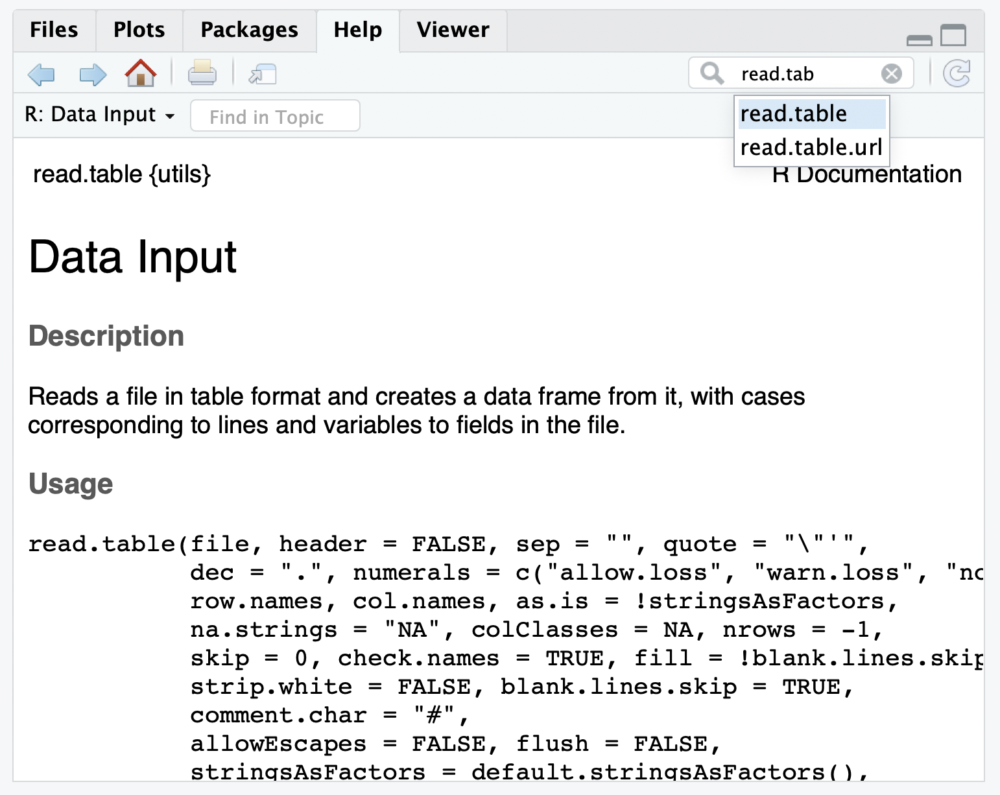 Files Plots Packages Help Viewer
read.tab
R: Data Input Find in Topic
read.table
read.table.url
read.table {utils} R Documentation
Data Input
Description
Reads a file in table format and creates a data frame from it, with cases
corresponding to lines and variables to fields in the file.
Usage
read.table(file, header = FALSE, sep = "", quote = "\"'",
dec = ".", numerals = c("allow.loss", "warn.loss", "no
row.names, col.names, as.is = !stringsAsFactors,
na.strings = "NA", colClasses = NA, nrows = -1,
skip = 0, check.names = TRUE, fill = !blank.lines.skip
strip.white = FALSE, blank.lines.skip = TRUE,
comment.char = "#",
allowEscapes = FALSE, flush = FALSE,
stringsAsFactors = default.stringsAsFactors(),